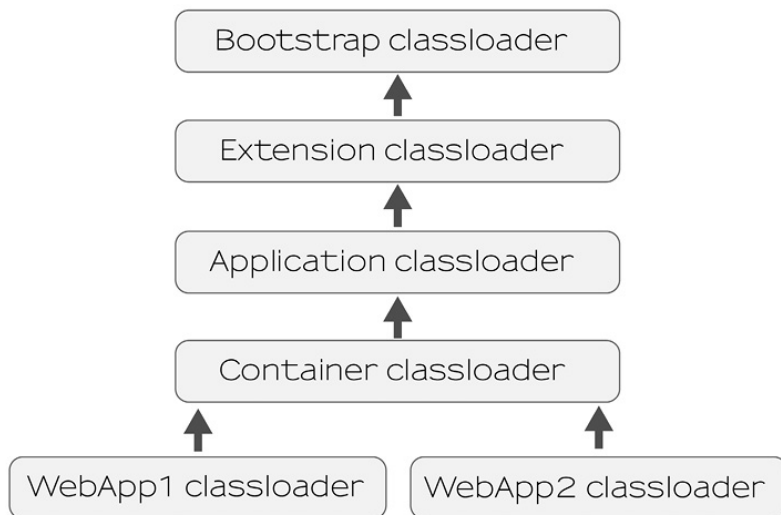 Bootstrap classloader
Extension classloader
Application classloader
Container classloader
WebApp1 classloader
WebApp2 classloader